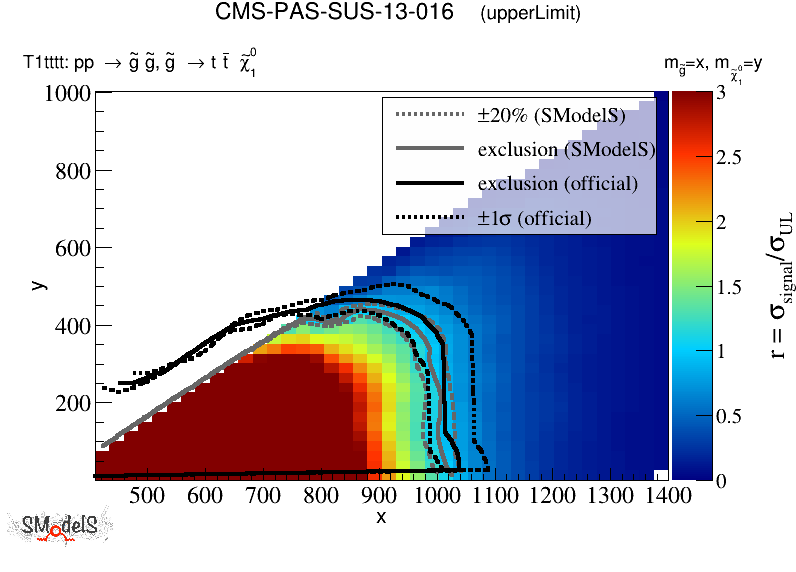 CMS-PAS-SUS-13-016 (upperLimit)
T1tttt: pp → g̃ g̃, g̃ → t t̄ χ̃₁⁰
m_g̃=x, m_χ̃₁⁰=y
±20% (SModelS)
exclusion (SModelS)
exclusion (official)
±1σ (official)
1000
800
600
400
200
y
500 600 700 800 900 1000 1100 1200 1300 1400
x
3
2.5
2
1.5
1
0.5
0
r = σ_signal/σ_UL
SModelS